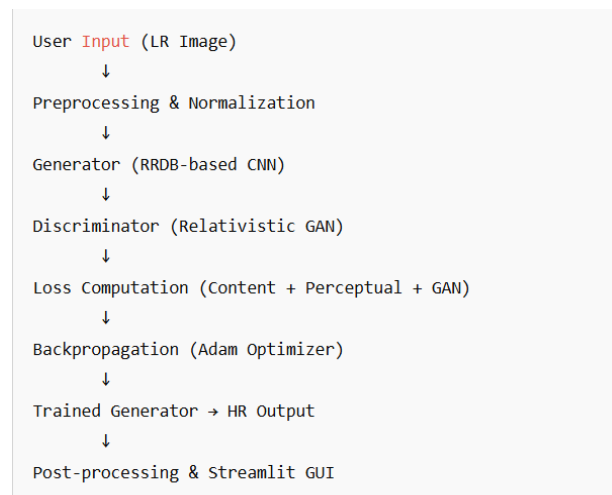 User Input (LR Image)
↓
Preprocessing & Normalization
↓
Generator (RRDB-based CNN)
↓
Discriminator (Relativistic GAN)
↓
Loss Computation (Content + Perceptual + GAN)
↓
Backpropagation (Adam Optimizer)
↓
Trained Generator → HR Output
↓
Post-processing & Streamlit GUI